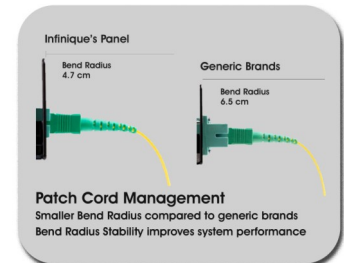 Infinique's Panel
Bend Radius
4.7 cm
Generic Brands
Bend Radius
6.5 cm
Patch Cord Management
Smaller Bend Radius compared to generic brands
Bend Radius Stability improves system performance